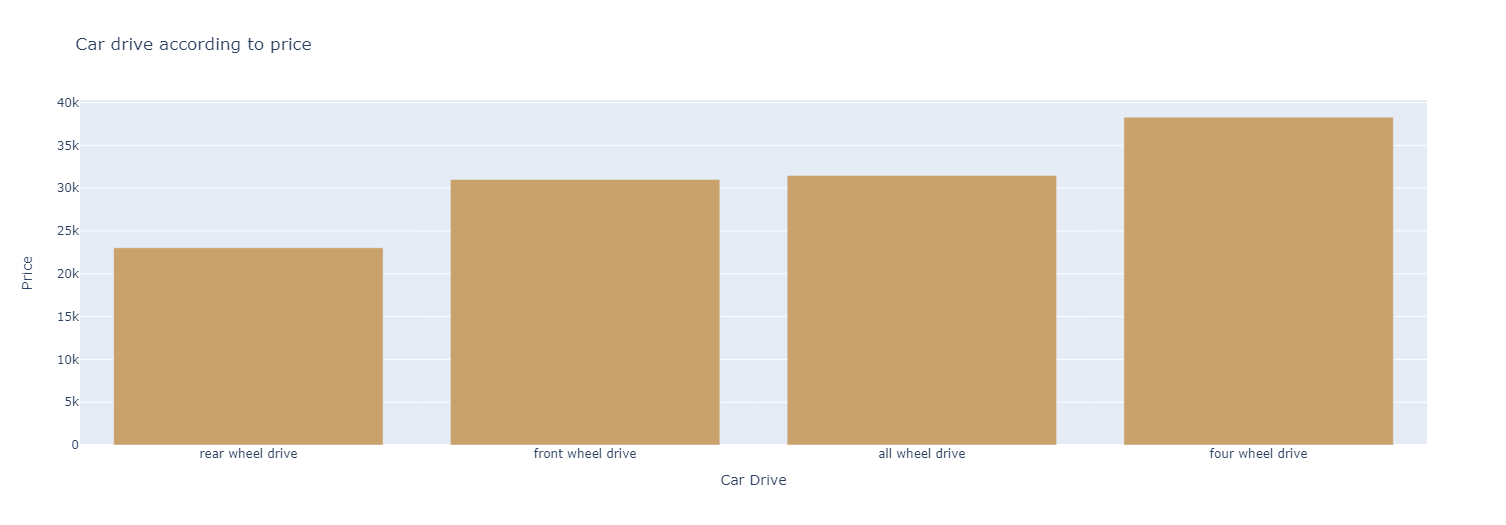 Car drive according to price
40k
35k
30k
25k
20k
15k
10k
5k
0
Price
rear wheel drive
front wheel drive
all wheel drive
four wheel drive
Car Drive